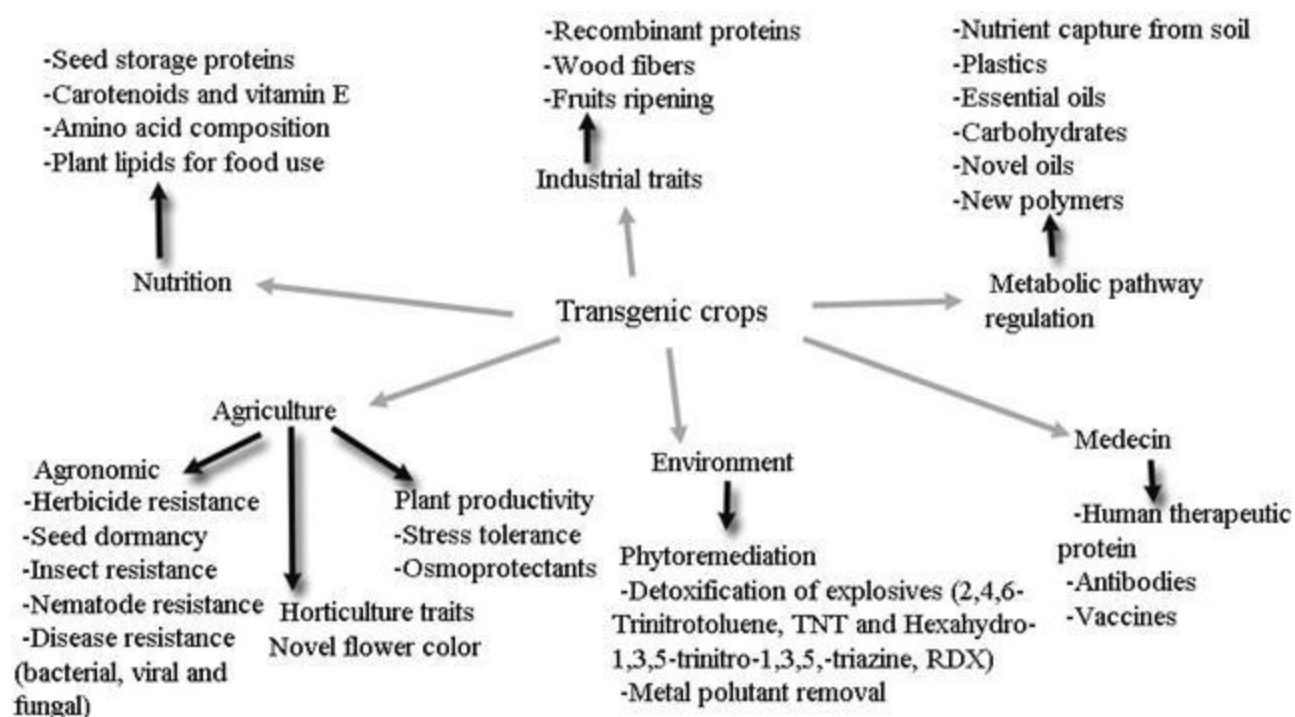 -Seed storage proteins
-Carotenoids and vitamin E
-Amino acid composition
-Plant lipids for food use
Nutrition
-Recombinant proteins
-Wood fibers
-Fruits ripening
Industrial traits
-Nutrient capture from soil
-Plastics
-Essential oils
-Carbohydrates
-Novel oils
-New polymers
Metabolic pathway
regulation
Transgenic crops
Agriculture
Agronomic
-Herbicide resistance
-Seed dormancy
-Insect resistance
-Nematode resistance
-Disease resistance
(bacterial, viral and
fungal)
Horticulture traits
Novel flower color
Plant productivity
-Stress tolerance
-Osmoprotectants
Environment
Phytoremediation
-Detoxification of explosives (2,4,6-
Trinitrotoluene, TNT and Hexahydro-
1,3,5-trinitro-1,3,5,-triazine, RDX)
-Metal polutant removal
Medecin
-Human therapeutic
protein
-Antibodies
-Vaccines